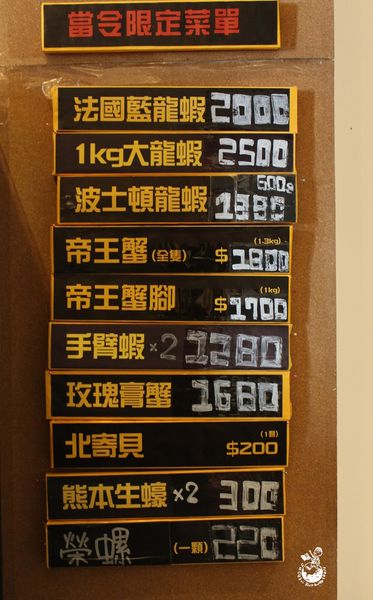 當令限定菜單
法國藍龍蝦 2000
1kg大龍蝦 2500
波士頓龍蝦 600g 1380
帝王蟹(全隻) (1.3kg) $1800
帝王蟹腳 (1kg) $1700
手臂蝦×2 1280
玫瑰膏蟹 1680
北寄貝 (1顆) $200
熊本生蠔×2 300
榮螺 (一顆) 220